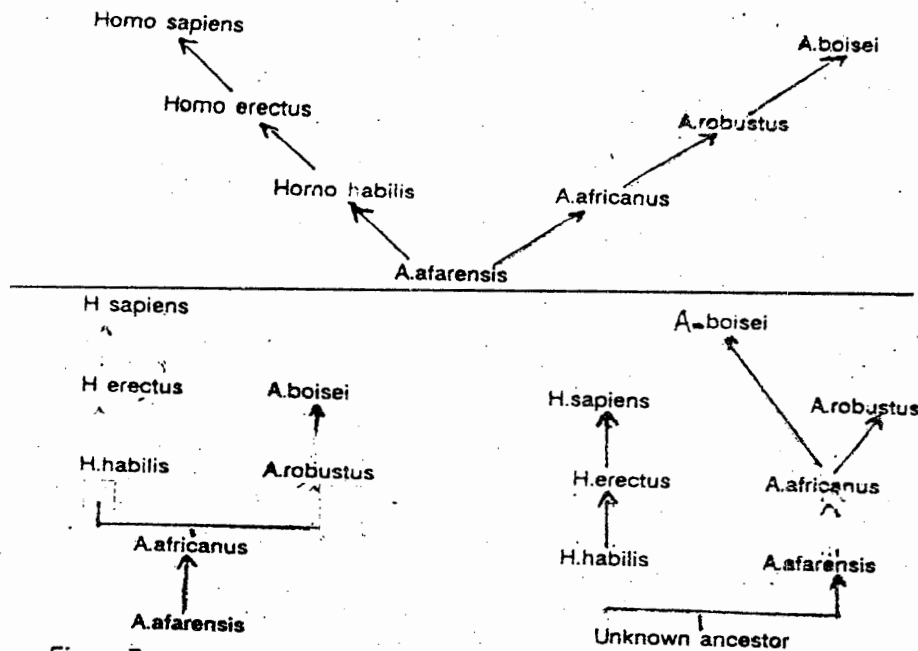 Homo sapiens
A.boisei
Homo erectus
A.robustus
Homo habilis
A.africanus
A.afarensis
H sapiens
H erectus
A.boisei
H.habilis
A.robustus
A.africanus
A.afarensis
A-boisei
H.sapiens
A.robustus
H.erectus
A.africanus
H.habilis
A.afarensis
Unknown ancestor